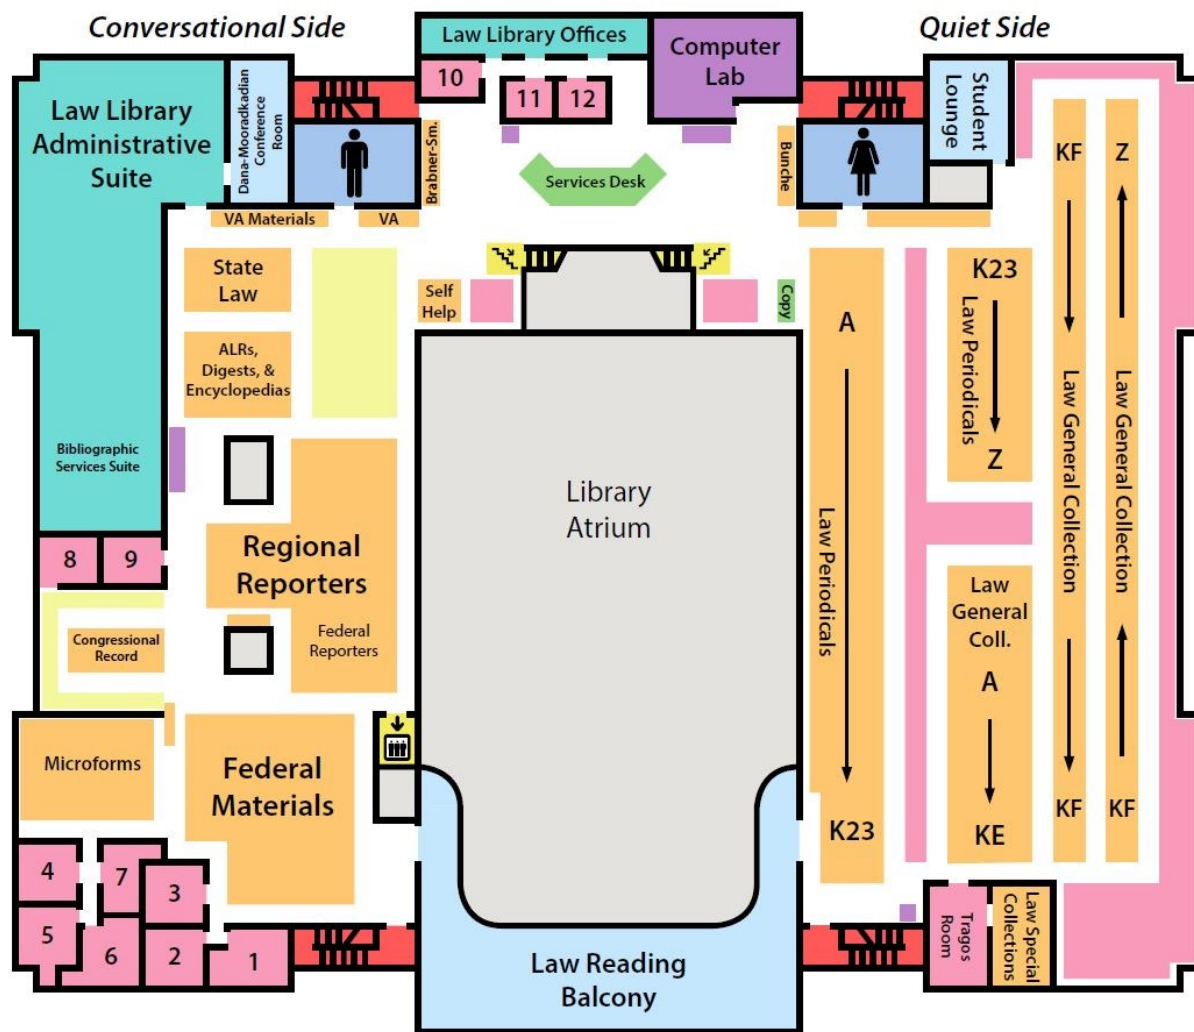 Conversational Side
Quiet Side
Law Library Offices
Computer
Lab
10
11
12
Law Library
Administrative
Suite
Dana-Mooradkadian
Conference
Room
Brabner-Sm.
Services Desk
Bunche
Student
Lounge
KF
Z
VA Materials
VA
State
Law
Self
Help
Copy
A
K23
Law Periodicals
Z
ALRs,
Digests, &
Encyclopedias
Bibliographic
Services Suite
Library
Atrium
Law Periodicals
Law General Collection
Law General Collection
Regional
Reporters
8
9
Federal
Reporters
Congressional
Record
Law
General
Coll.
A
Microforms
Federal
Materials
K23
KE
KF
KF
4
7
3
5
6
2
1
Law Reading
Balcony
Tragos
Room
Law Special
Collections